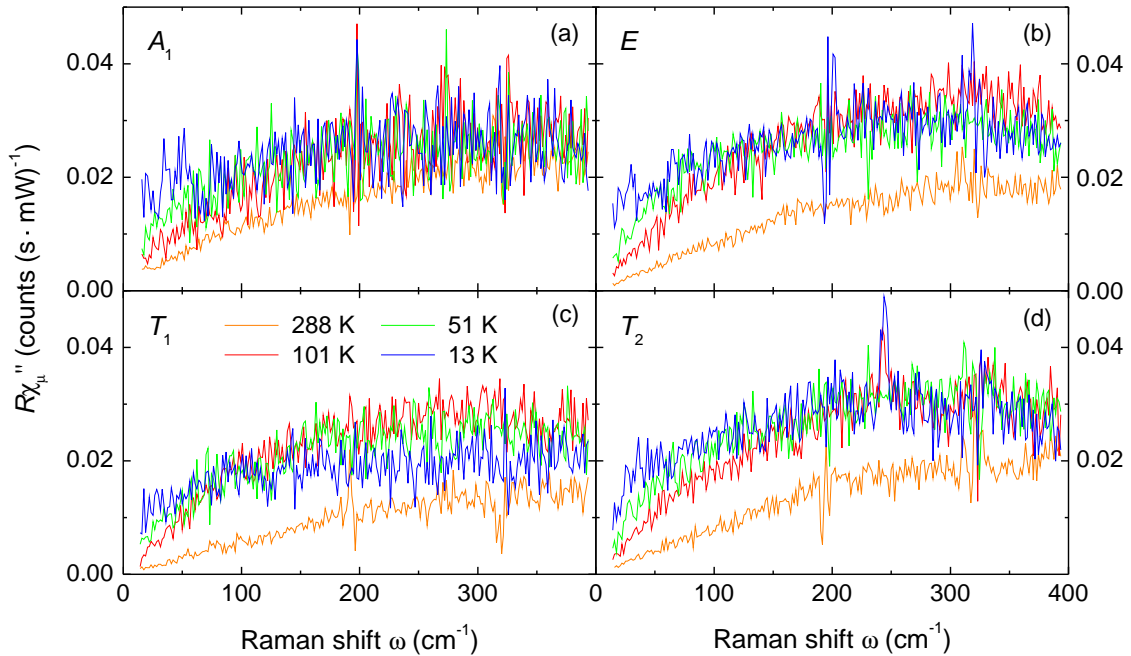 A₁ (a) E (b)
0.04 0.04
0.02 0.02
0.00 0.00
T₁ (c) T₂ (d)
288 K 51 K
101 K 13 K
0.04 0.04
0.02 0.02
0.00
0 100 200 300 0 100 200 300 400
Raman shift ω (cm⁻¹) Raman shift ω (cm⁻¹)
Rχ_μ'' (counts (s · mW)⁻¹)